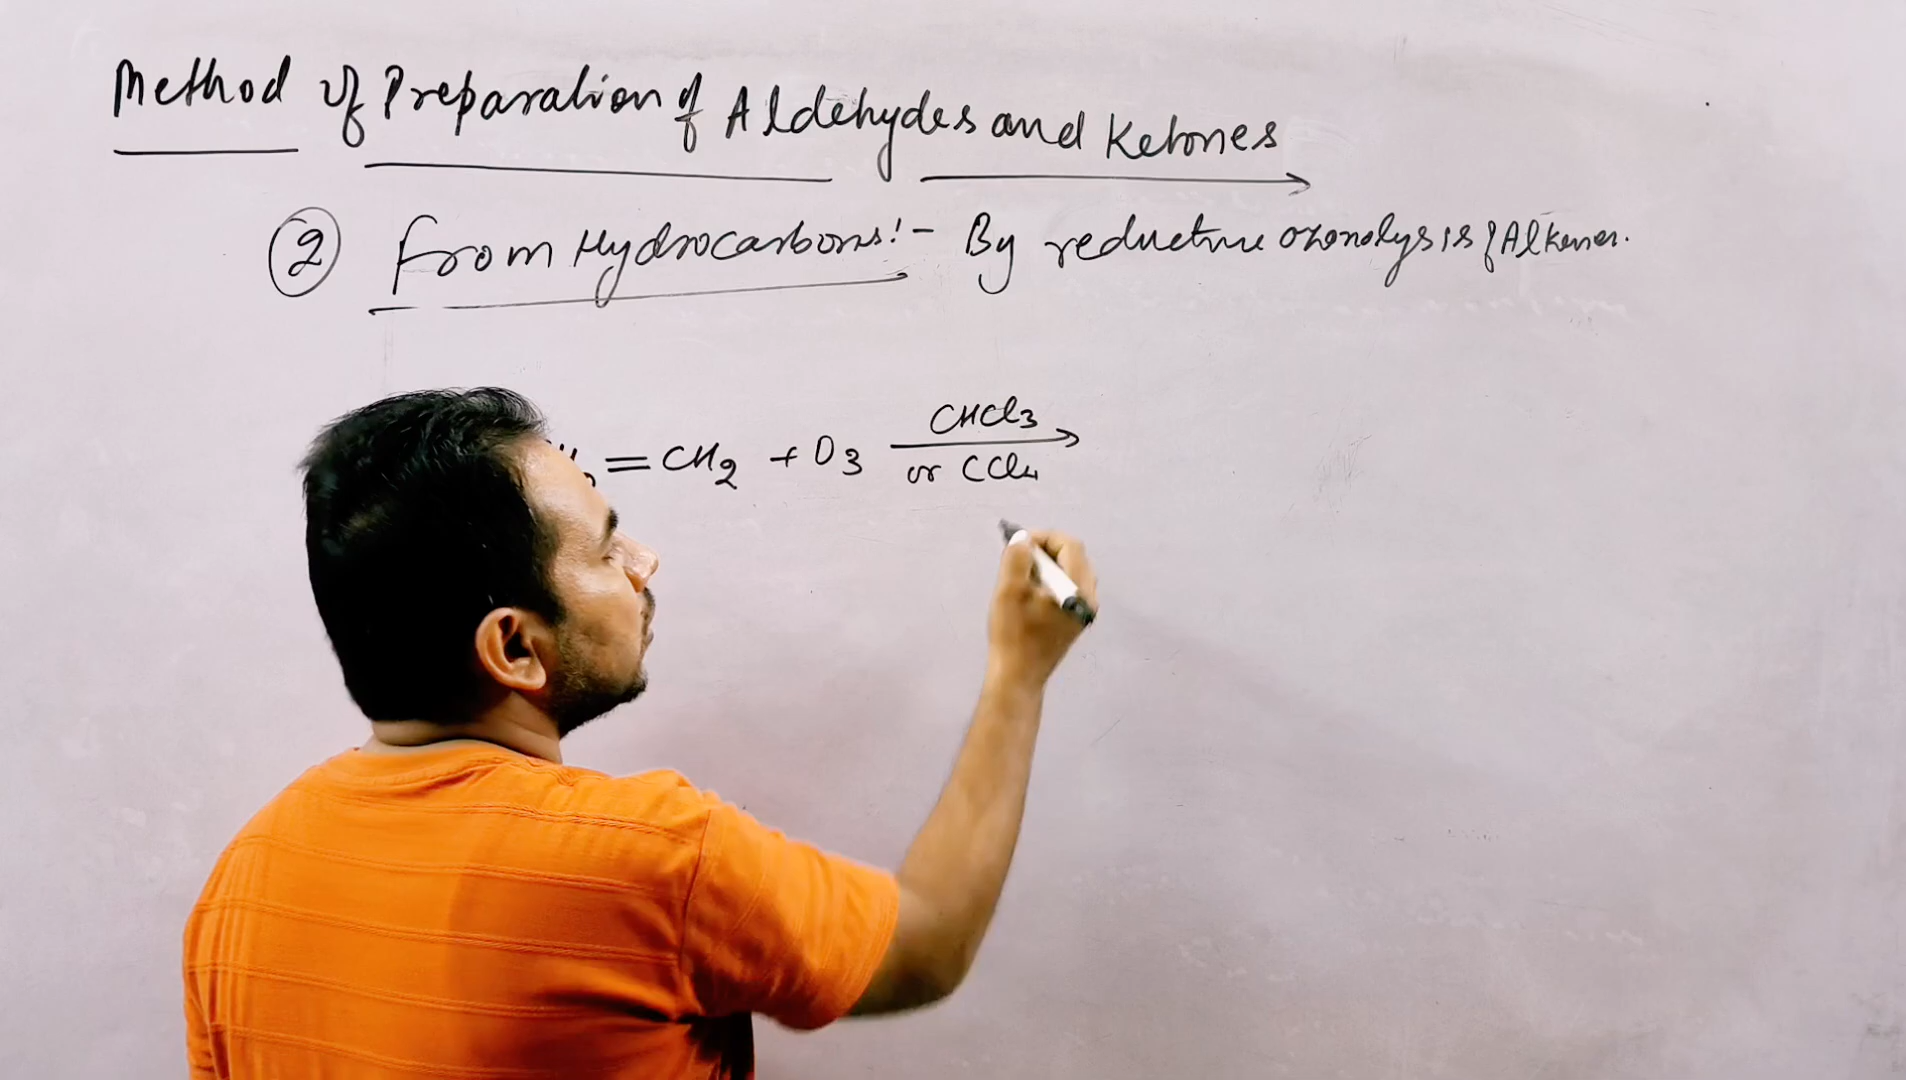 Method of Preparation of Aldehydes and Ketones
② From Hydrocarbons:- By reductive ozonolysis of Alkenes.
= CH2 + O3 CHCl3
or CCl4